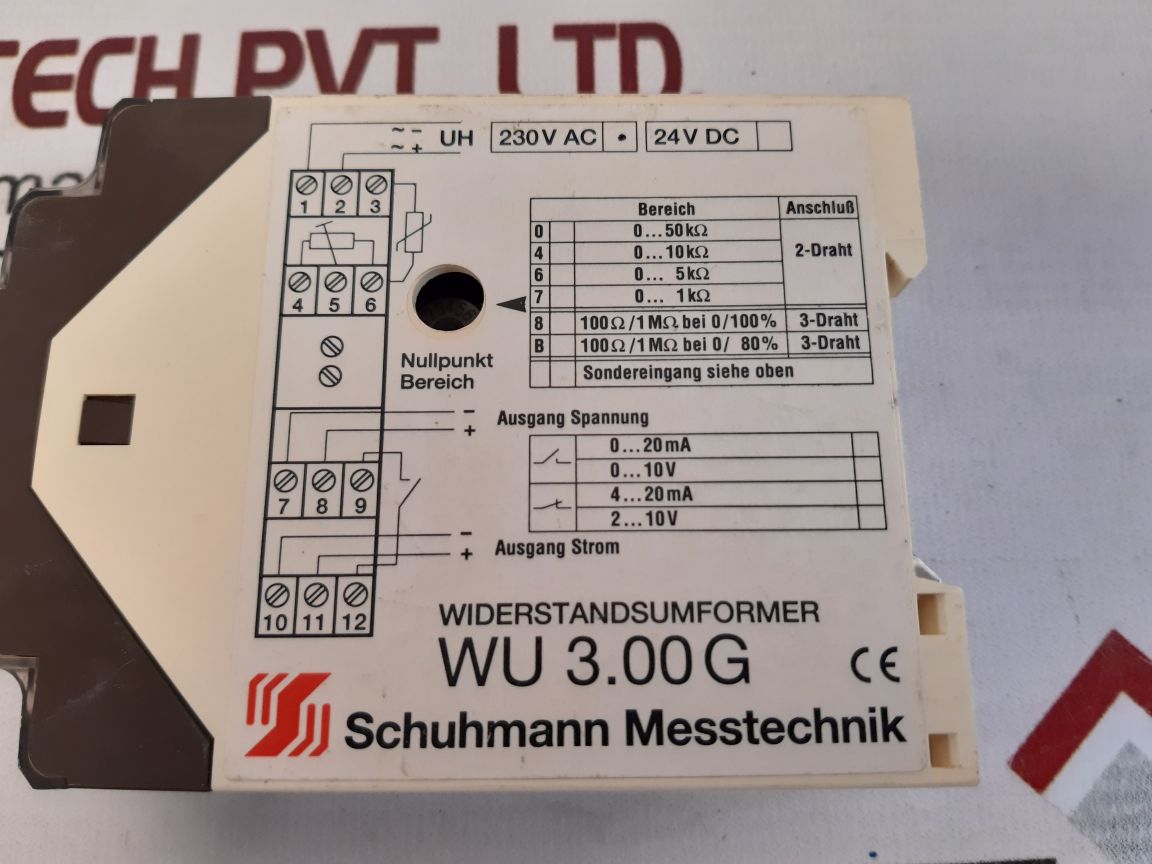 TECH PVT. LTD.
ma
~ − UH 230V AC • 24V DC
~ +
1 2 3
4 5 6
Nullpunkt
Bereich
Bereich Anschluß
0 0...50kΩ 2-Draht
4 0...10kΩ
6 0... 5kΩ
7 0... 1kΩ
8 100Ω/1MΩ bei 0/100% 3-Draht
B 100Ω/1MΩ bei 0/ 80% 3-Draht
Sondereingang siehe oben
− Ausgang Spannung
+
0...20mA
0...10V
4...20mA
2...10V
7 8 9
− Ausgang Strom
+
10 11 12
WIDERSTANDSUMFORMER
WU 3.00G CE
Schuhmann Messtechnik